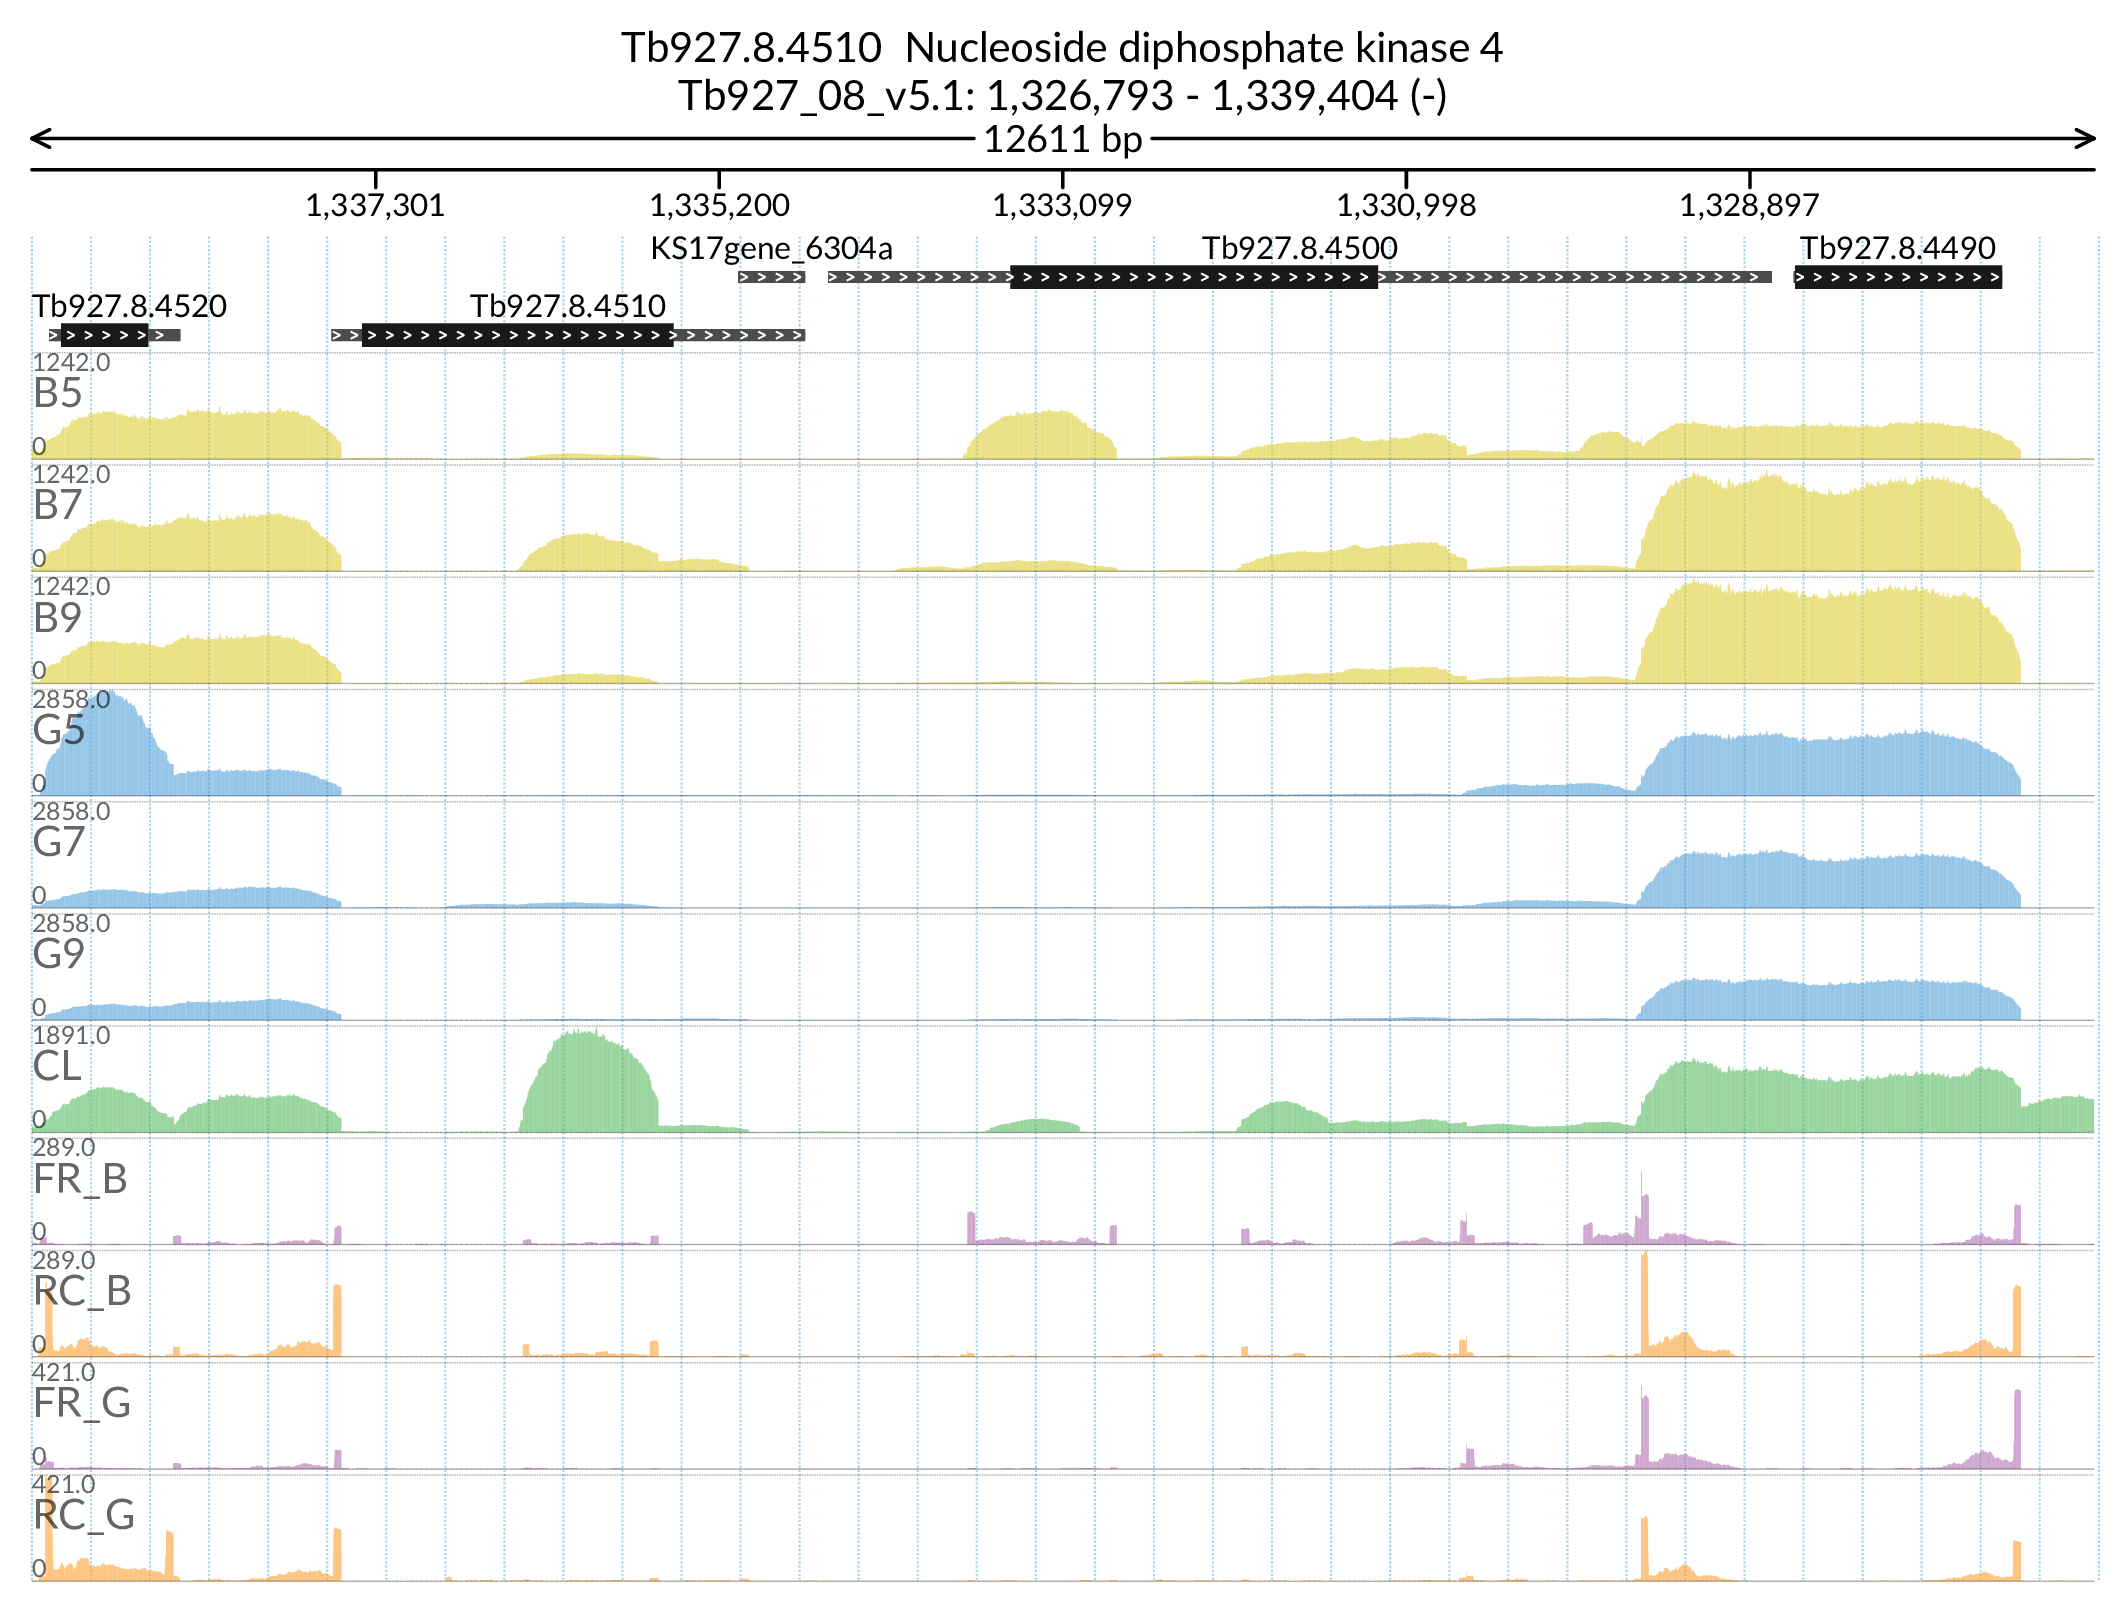 Tb927.8.4510  Nucleoside diphosphate kinase 4
Tb927_08_v5.1: 1,326,793 - 1,339,404 (-)
12611 bp
1,337,301 1,335,200 1,333,099 1,330,998 1,328,897
KS17gene_6304a Tb927.8.4500 Tb927.8.4490
Tb927.8.4520 Tb927.8.4510
1242.0
B5
0
1242.0
B7
0
1242.0
B9
0
2858.0
G5
0
2858.0
G7
0
2858.0
G9
0
1891.0
CL
0
289.0
FR_B
0
289.0
RC_B
0
421.0
FR_G
0
421.0
RC_G
0